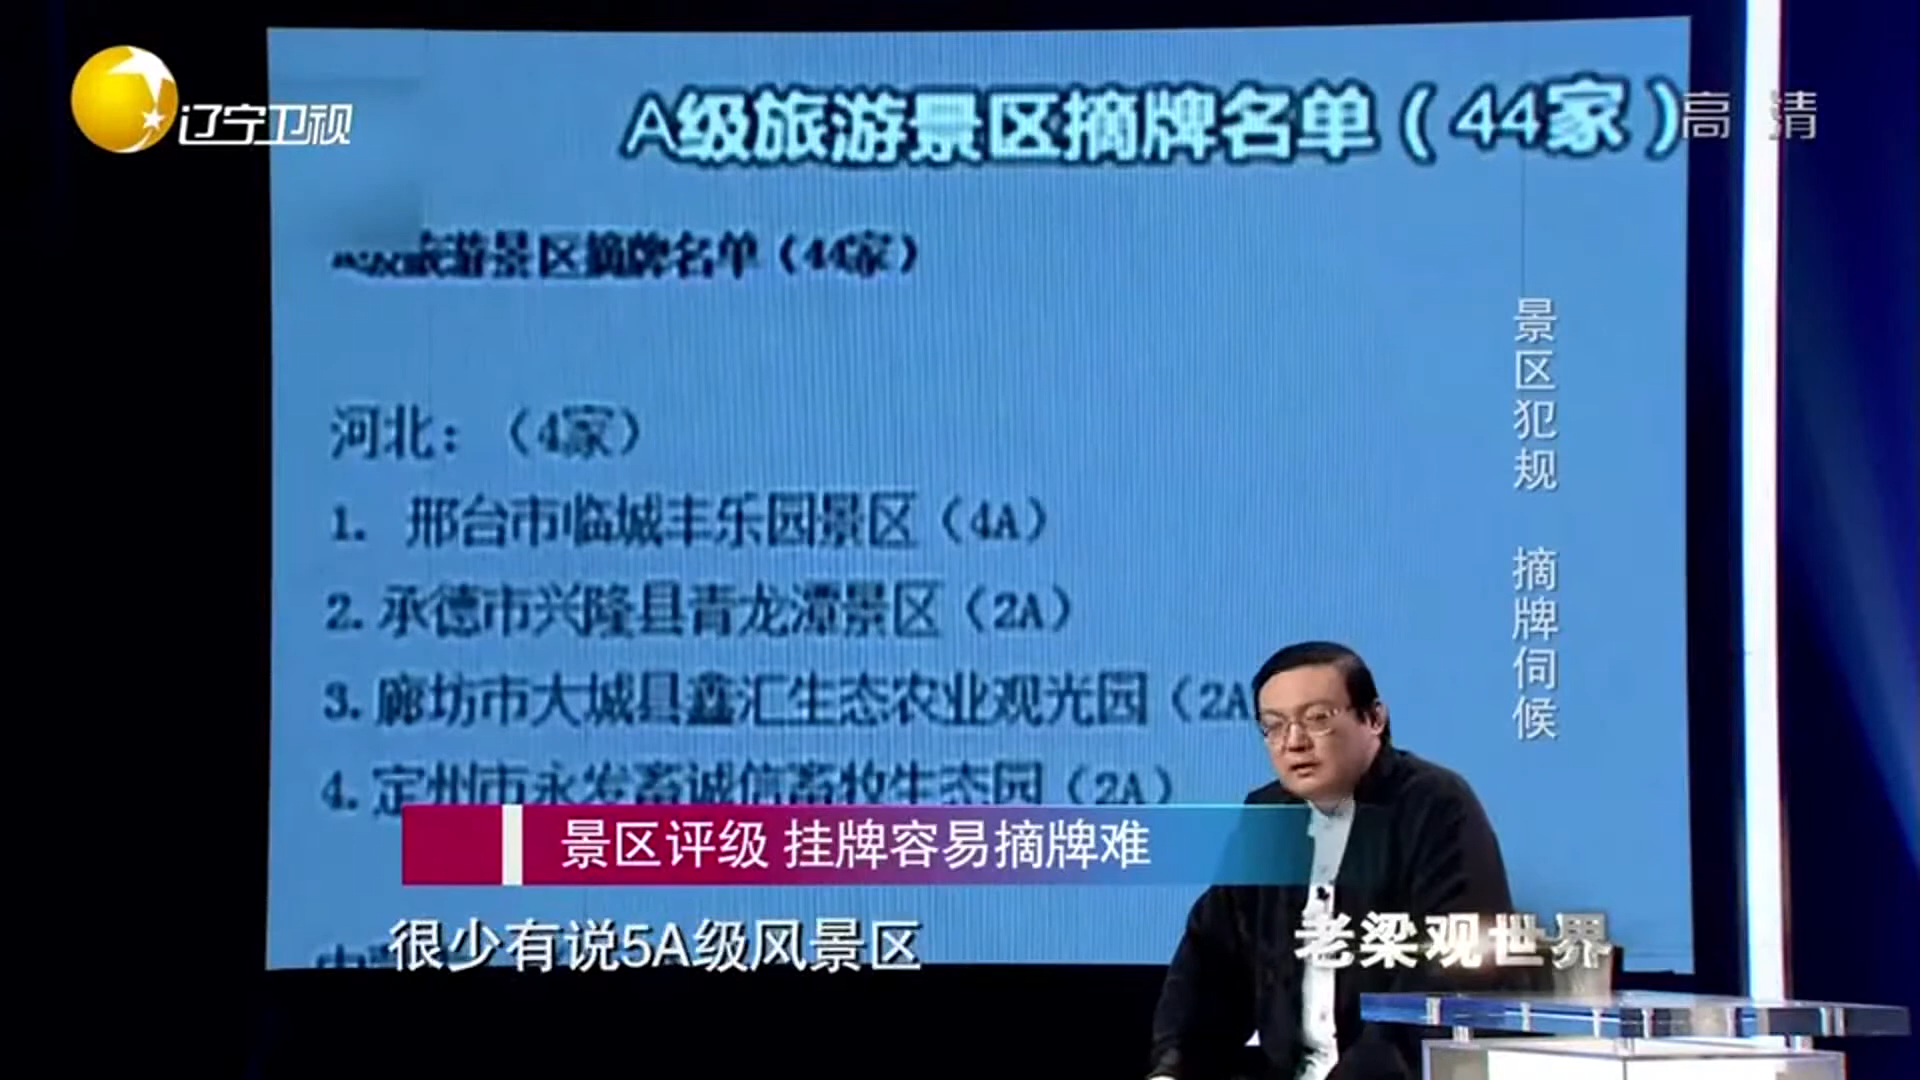 辽宁卫视
A级旅游景区摘牌名单（44家）
高清
旅游景区摘牌名单（44家）
河北：（4家）
1. 邢台市临城丰乐园景区（4A）
2. 承德市兴隆县青龙潭景区（2A）
3. 廊坊市大城县鑫汇生态农业观光园（2A
4. 定州市永发畜诚信畜牧生态园（2A）
景区犯规 摘牌伺候
景区评级 挂牌容易摘牌难
很少有说5A级风景区
老梁观世界